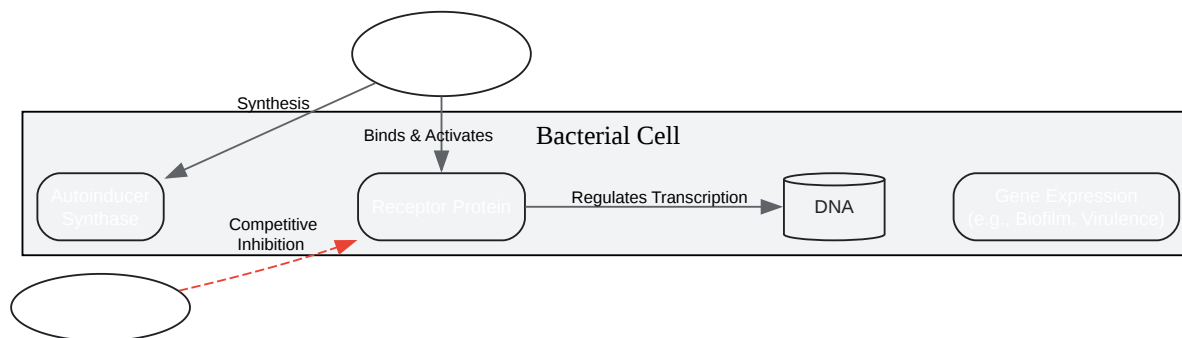 Synthesis
Binds & Activates
Bacterial Cell
Autoinducer
Synthase
Receptor Protein
Regulates Transcription
DNA
Gene Expression
(e.g., Biofilm, Virulence)
Competitive
Inhibition